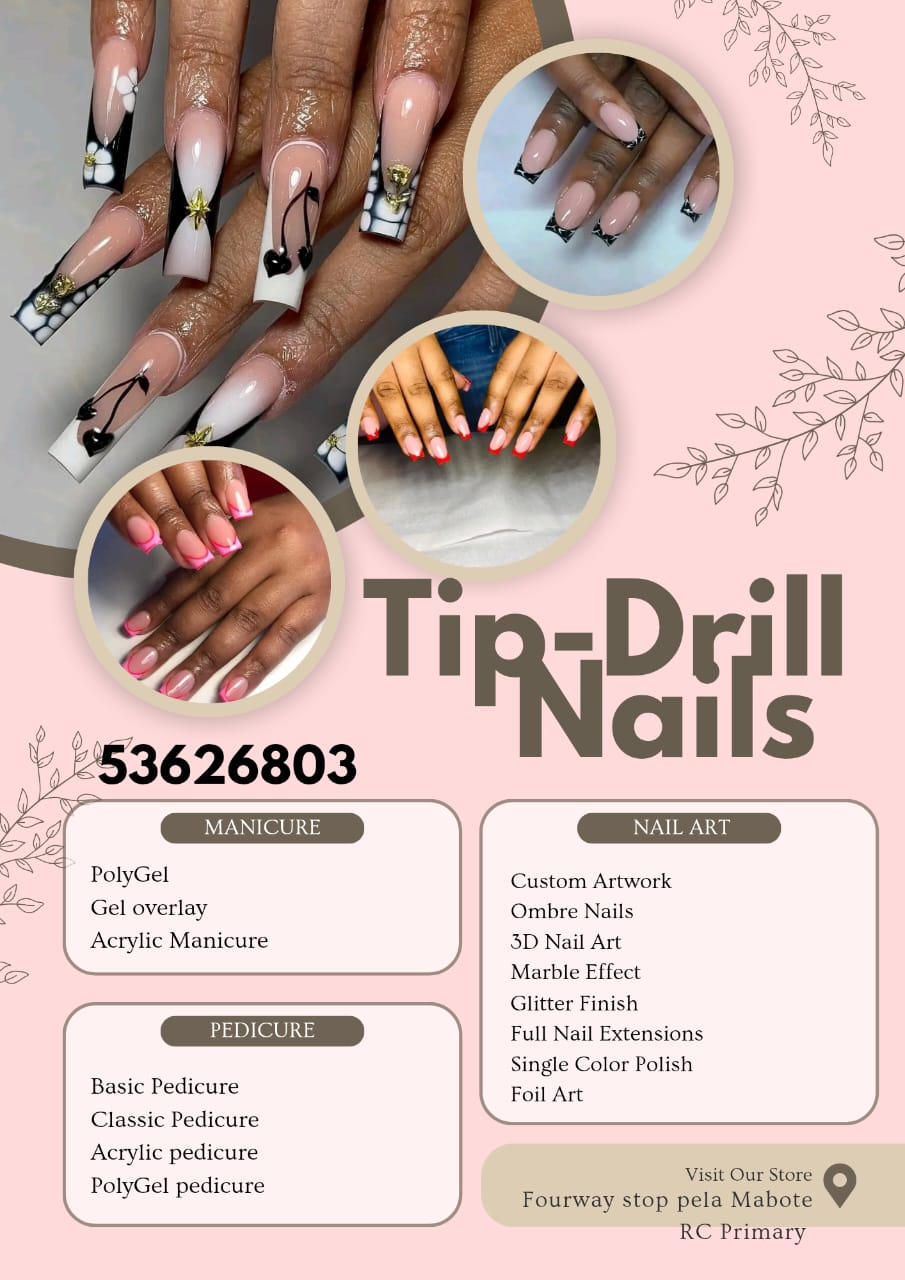 Tip-Drill
Nails
53626803
MANICURE
PolyGel
Gel overlay
Acrylic Manicure
PEDICURE
Basic Pedicure
Classic Pedicure
Acrylic pedicure
PolyGel pedicure
NAIL ART
Custom Artwork
Ombre Nails
3D Nail Art
Marble Effect
Glitter Finish
Full Nail Extensions
Single Color Polish
Foil Art
Visit Our Store
Fourway stop pela Mabote
RC Primary